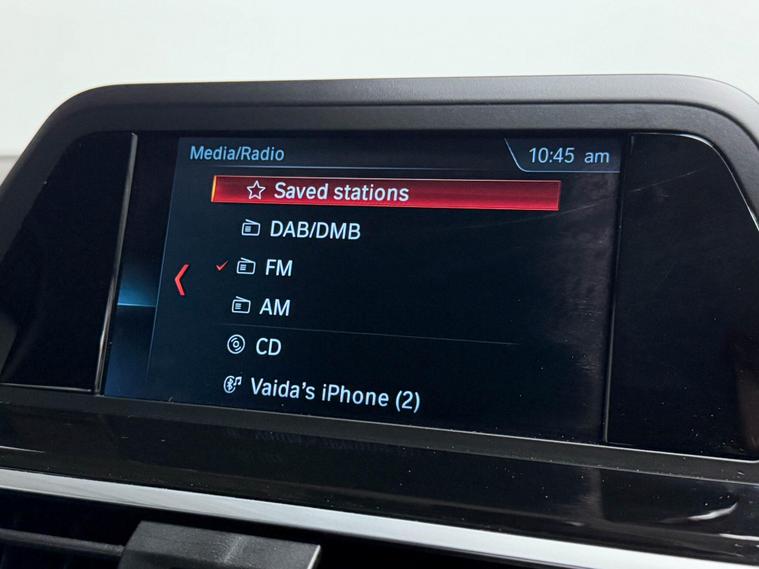 Media/Radio
10:45 am
Saved stations
DAB/DMB
FM
AM
CD
Vaida's iPhone (2)